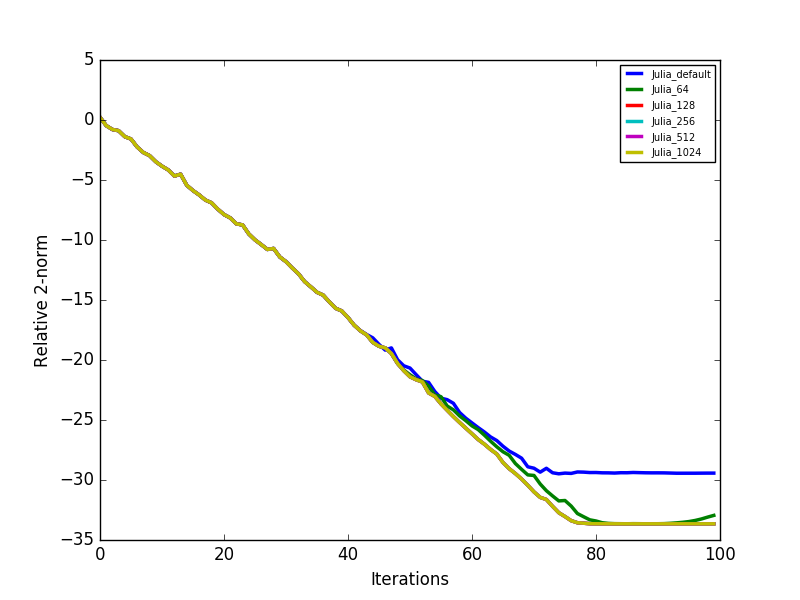 5
0
−5
−10
−15
−20
−25
−30
−35
0 20 40 60 80 100
Relative 2-norm
Iterations
Julia_default
Julia_64
Julia_128
Julia_256
Julia_512
Julia_1024